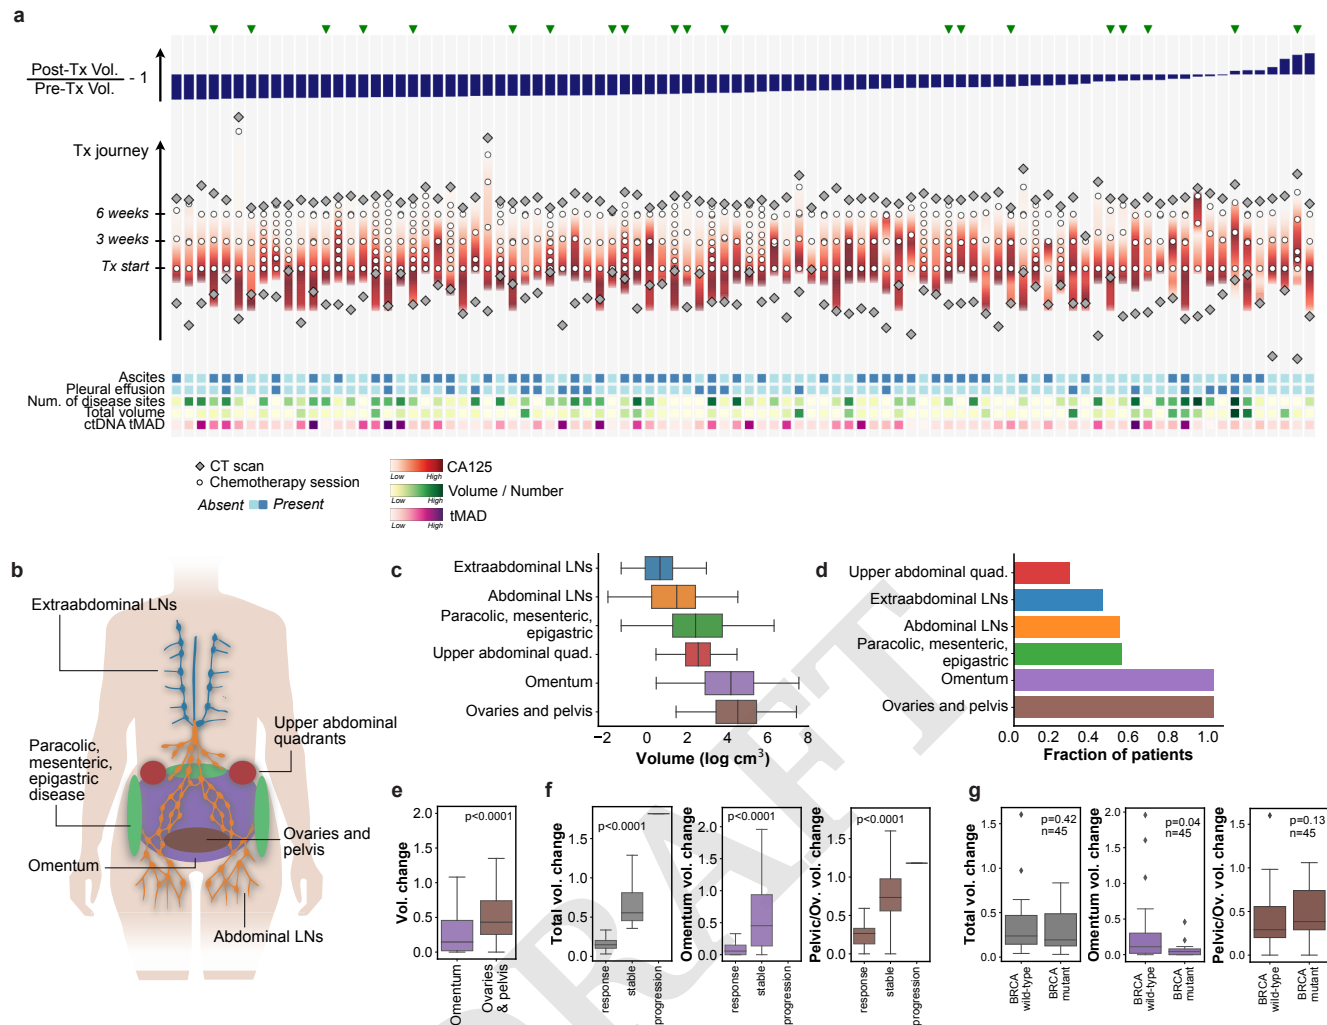 a
Post-Tx Vol.
Pre-Tx Vol.
- 1
Tx journey
6 weeks
3 weeks
Tx start
Ascites
Pleural effusion
Num. of disease sites
Total volume
ctDNA tMAD
CT scan
Chemotherapy session
Absent Present
CA125
Low High
Volume / Number
Low High
tMAD
Low High
b
Extraabdominal LNs
Upper abdominal
quadrants
Paracolic,
mesenteric,
epigastric
disease
Ovaries and
pelvis
Omentum
Abdominal LNs
c
Extraabdominal LNs
Abdominal LNs
Paracolic, mesenteric,
epigastric
Upper abdominal quad.
Omentum
Ovaries and pelvis
−2 0 2 4 6 8
Volume (log cm³)
d
Upper abdominal quad.
Extraabdominal LNs
Abdominal LNs
Paracolic, mesenteric,
epigastric
Omentum
Ovaries and pelvis
0.0 0.2 0.4 0.6 0.8 1.0
Fraction of patients
e
Vol. change
2.0
1.5
1.0
0.5
0.0
p<0.0001
Omentum
Ovaries
& pelvis
f
Total vol. change
1.5
1.0
0.5
0.0
p<0.0001
response
stable
progression
Omentum vol. change
2.0
1.5
1.0
0.5
0.0
p<0.0001
response
stable
progression
Pelvic/Ov. vol. change
1.5
1.0
0.5
0.0
p<0.0001
response
stable
progression
g
Total vol. change
1.5
1.0
0.5
0.0
p=0.42
n=45
BRCA
wild-type
BRCA
mutant
Omentum vol. change
2.0
1.5
1.0
0.5
0.0
p=0.04
n=45
BRCA
wild-type
BRCA
mutant
Pelvic/Ov. vol. change
1.5
1.0
0.5
0.0
p=0.13
n=45
BRCA
wild-type
BRCA
mutant
DRAFT